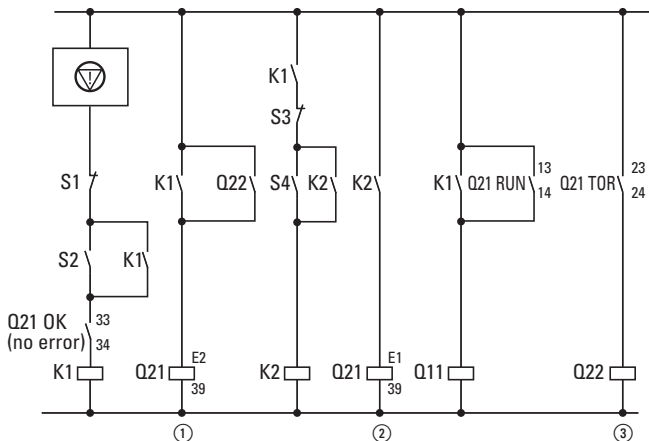 K1
S3
S1
K1
Q22
S4
K2
K2
K1
Q21 RUN
13
14
Q21 TOR
23
24
S2
K1
Q21 OK
(no error)
33
34
K1
Q21
E2
39
K2
Q21
E1
39
Q11
Q22
①
②
③